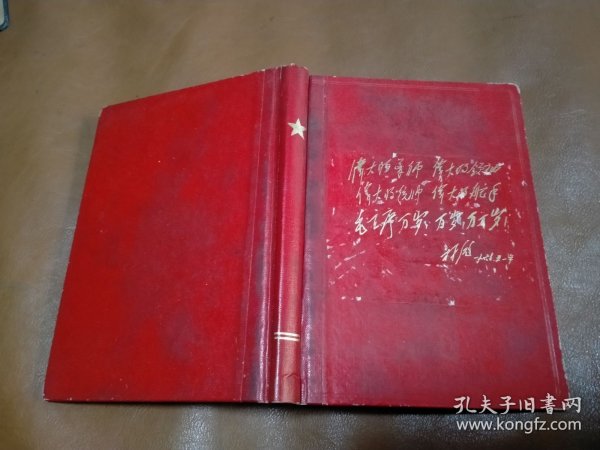 伟大的导师 伟大的领袖
伟大的统帅 伟大的舵手
毛主席万岁！万岁！万万岁！
林彪
孔夫子旧书网
www.kongfz.com